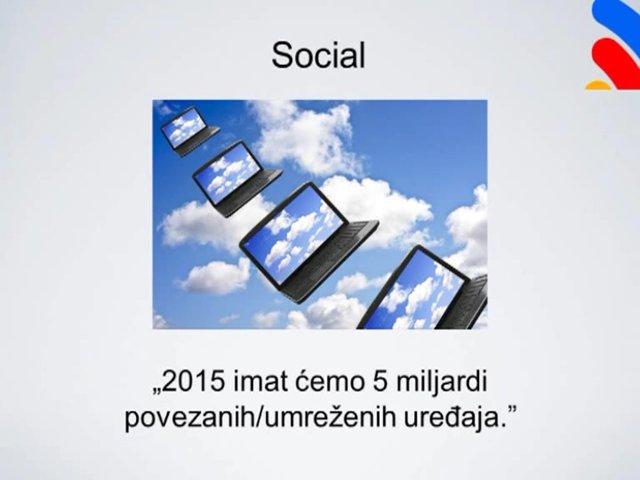 Social
„2015 imat ćemo 5 miljardi
povezanih/umreženih uređaja.”